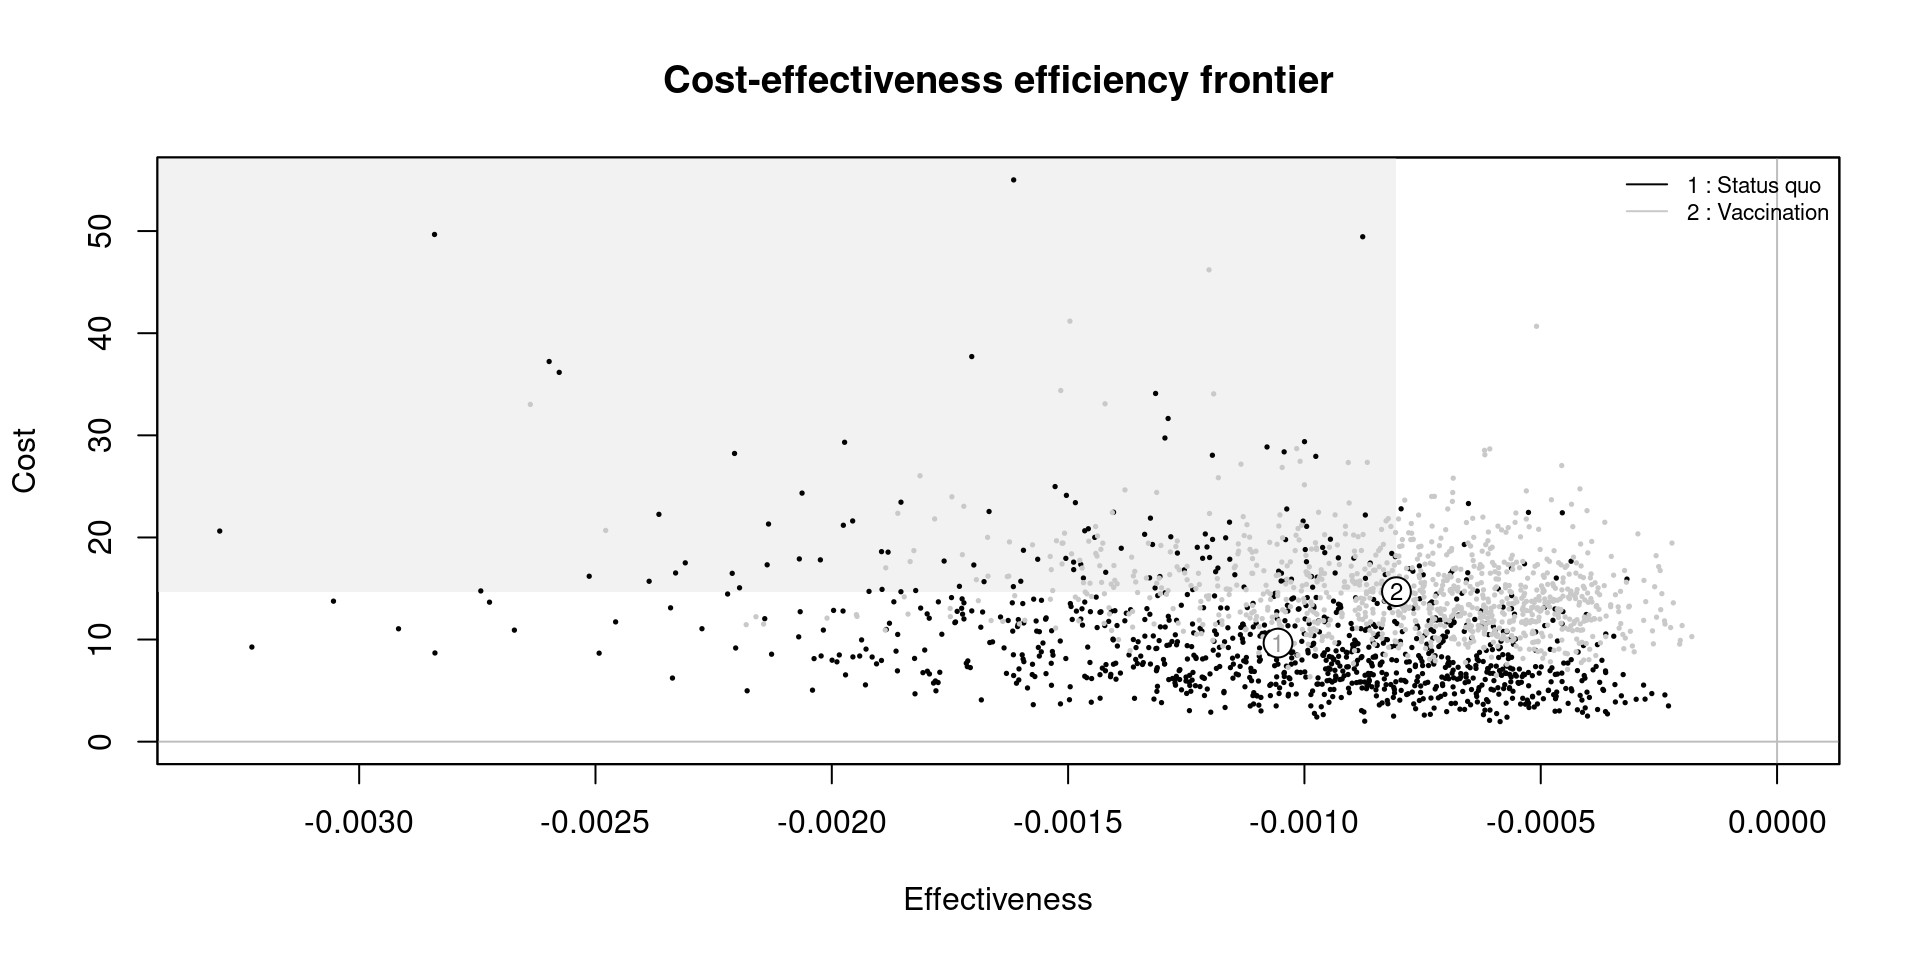 Cost-effectiveness efficiency frontier
1 : Status quo
2 : Vaccination
50
40
30
20
10
0
Cost
2
1
-0.0030 -0.0025 -0.0020 -0.0015 -0.0010 -0.0005 0.0000
Effectiveness